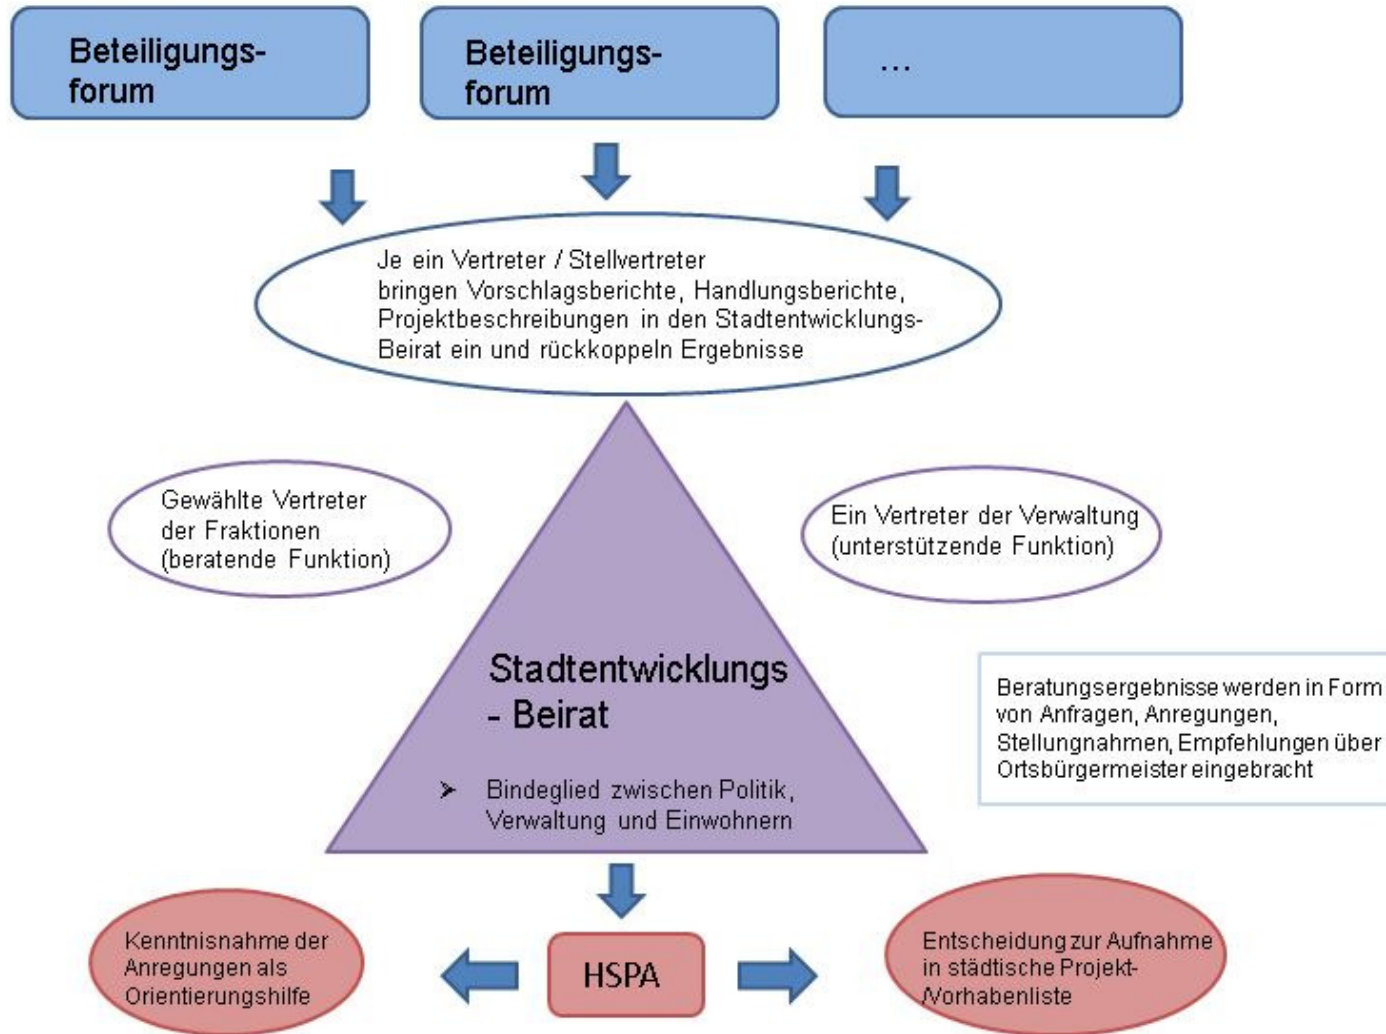 Beteiligungs-
forum
Beteiligungs-
forum
...
Je ein Vertreter / Stellvertreter
bringen Vorschlagsberichte, Handlungsberichte,
Projektbeschreibungen in den Stadtentwicklungs-
Beirat ein und rückkoppeln Ergebnisse
Gewählte Vertreter
der Fraktionen
(beratende Funktion)
Ein Vertreter der Verwaltung
(unterstützende Funktion)
Stadtentwicklungs
- Beirat
➤ Bindeglied zwischen Politik,
Verwaltung und Einwohnern
Beratungsergebnisse werden in Form
von Anfragen, Anregungen,
Stellungnahmen, Empfehlungen über
Ortsbürgermeister eingebracht
Kenntnisnahme der
Anregungen als
Orientierungshilfe
HSPA
Entscheidung zur Aufnahme
in städtische Projekt-
/Vorhabenliste